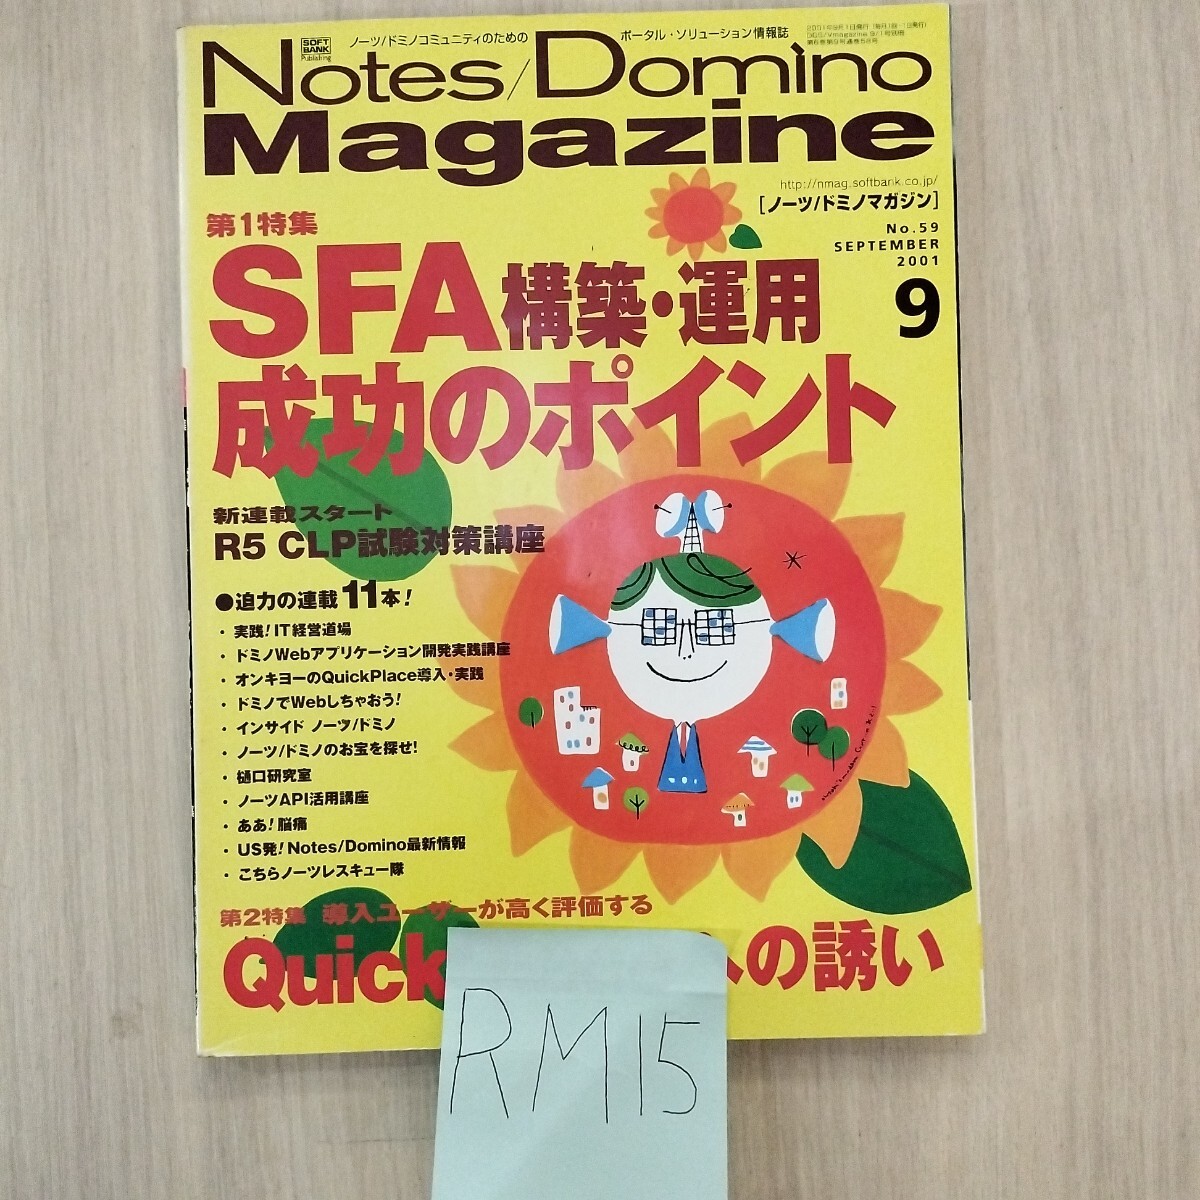 SOFT
BANK
Publishing
ノーツ/ドミノコミュニティのための
ポータル・ソリューション情報誌
Notes/Domino
Magazine
http://nmag.softbank.co.jp/
[ノーツ/ドミノマガジン]
No.59
SEPTEMBER
2001
9
第1特集
SFA構築・運用
成功のポイント
新連載スタート
R5 CLP試験対策講座
●迫力の連載11本!
・実践!IT経営道場
・ドミノWebアプリケーション開発実践講座
・オンキヨーのQuickPlace導入・実践
・ドミノでWebしちゃおう!
・インサイド ノーツ/ドミノ
・ノーツ/ドミノのお宝を探せ!
・樋口研究室
・ノーツAPI活用講座
・ああ!脳痛
・US発!Notes/Domino最新情報
・こちらノーツレスキュー隊
第2特集 導入ユーザーが高く評価する
Quick
への誘い
RM15